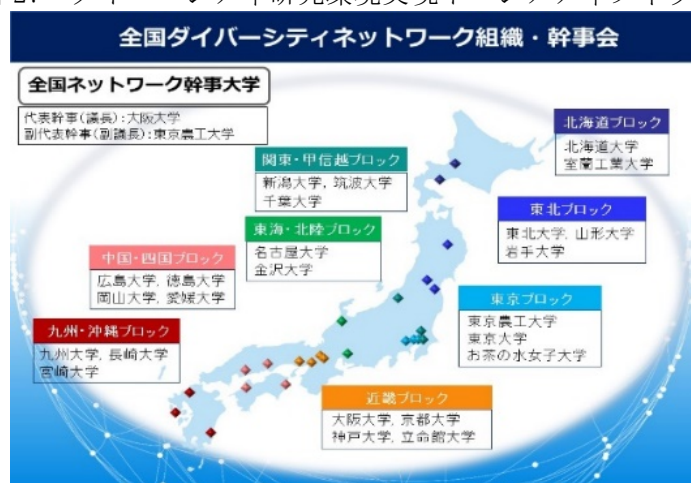 全国ダイバーシティネットワーク組織・幹事会
全国ネットワーク幹事大学
代表幹事(議長):大阪大学
副代表幹事(副議長):東京農工大学
北海道ブロック
北海道大学
室蘭工業大学
関東・甲信越ブロック
新潟大学, 筑波大学
千葉大学
東北ブロック
東北大学, 山形大学
岩手大学
東海・北陸ブロック
名古屋大学
金沢大学
中国・四国ブロック
広島大学, 徳島大学
岡山大学, 愛媛大学
東京ブロック
東京農工大学
東京大学
お茶の水女子大学
九州・沖縄ブロック
九州大学, 長崎大学
宮崎大学
近畿ブロック
大阪大学, 京都大学
神戸大学, 立命館大学